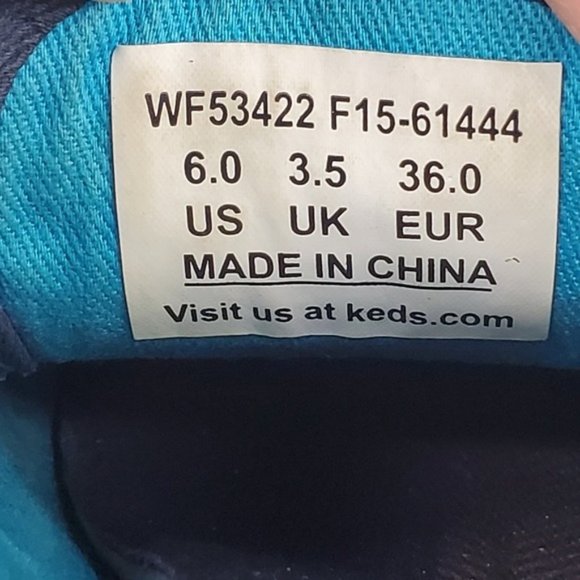 WF53422 F15-61444
6.0 3.5 36.0
US UK EUR
MADE IN CHINA
Visit us at keds.com